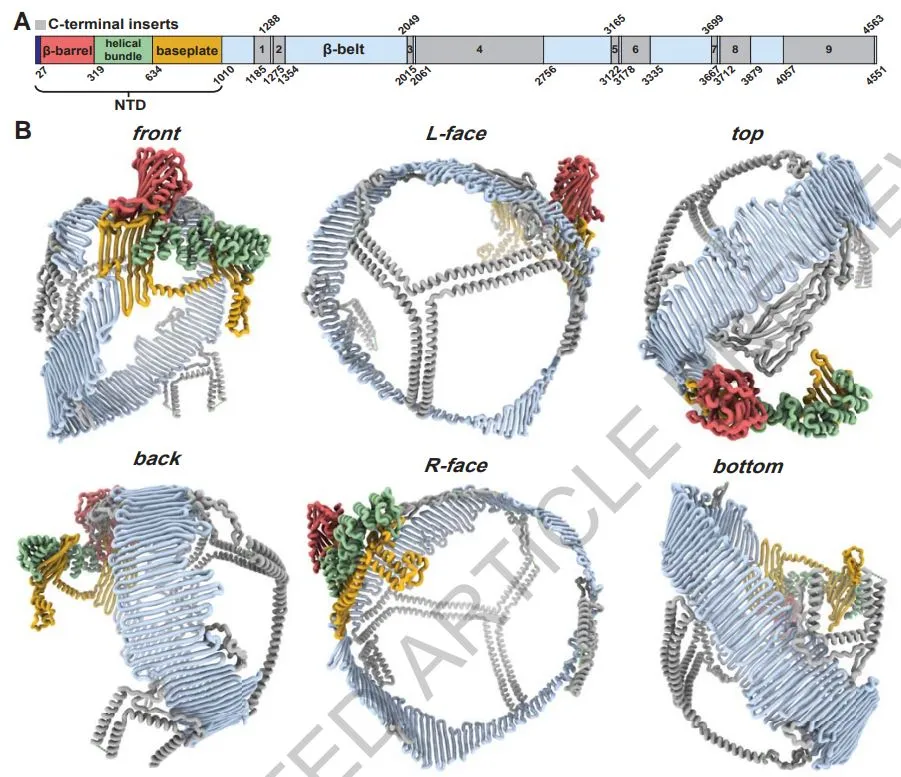 A
C-terminal inserts
1288 2049 3165 3699 4563
β-barrel helical bundle baseplate 1 2 β-belt 3 4 5 6 7 8 9
27 319 634 1010 1185 1275 1354 2015 2061 2756 3122 3178 3335 3667 3712 3879 4057 4551
NTD
B
front L-face top
back R-face bottom
TED ARTICLE PREVIEW